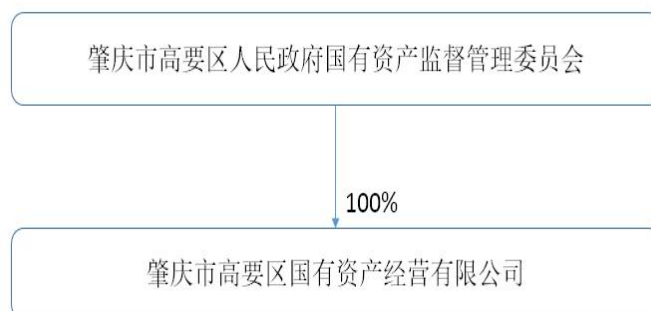 肇庆市高要区人民政府国有资产监督管理委员会
100%
肇庆市高要区国有资产经营有限公司